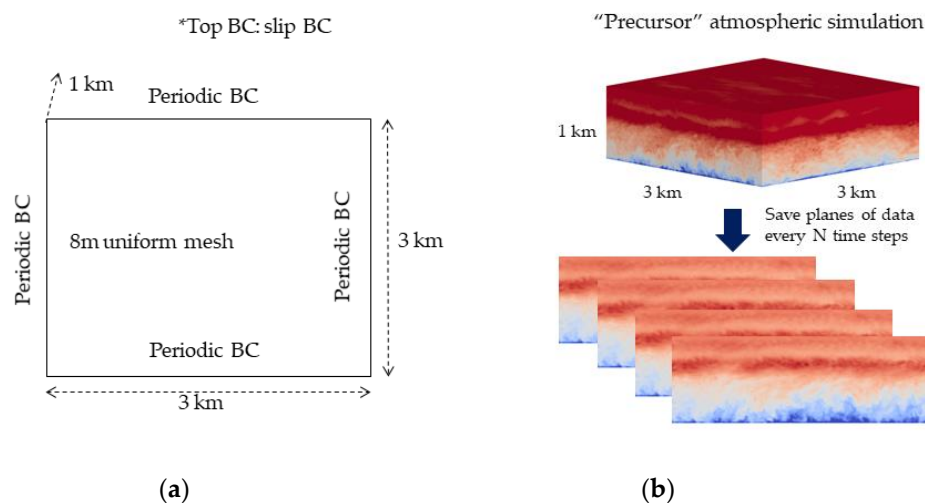 *Top BC: slip BC
1 km
Periodic BC
Periodic BC
8m uniform mesh
Periodic BC
3 km
Periodic BC
3 km
(a)
“Precursor” atmospheric simulation
1 km
3 km
3 km
Save planes of data
every N time steps
(b)